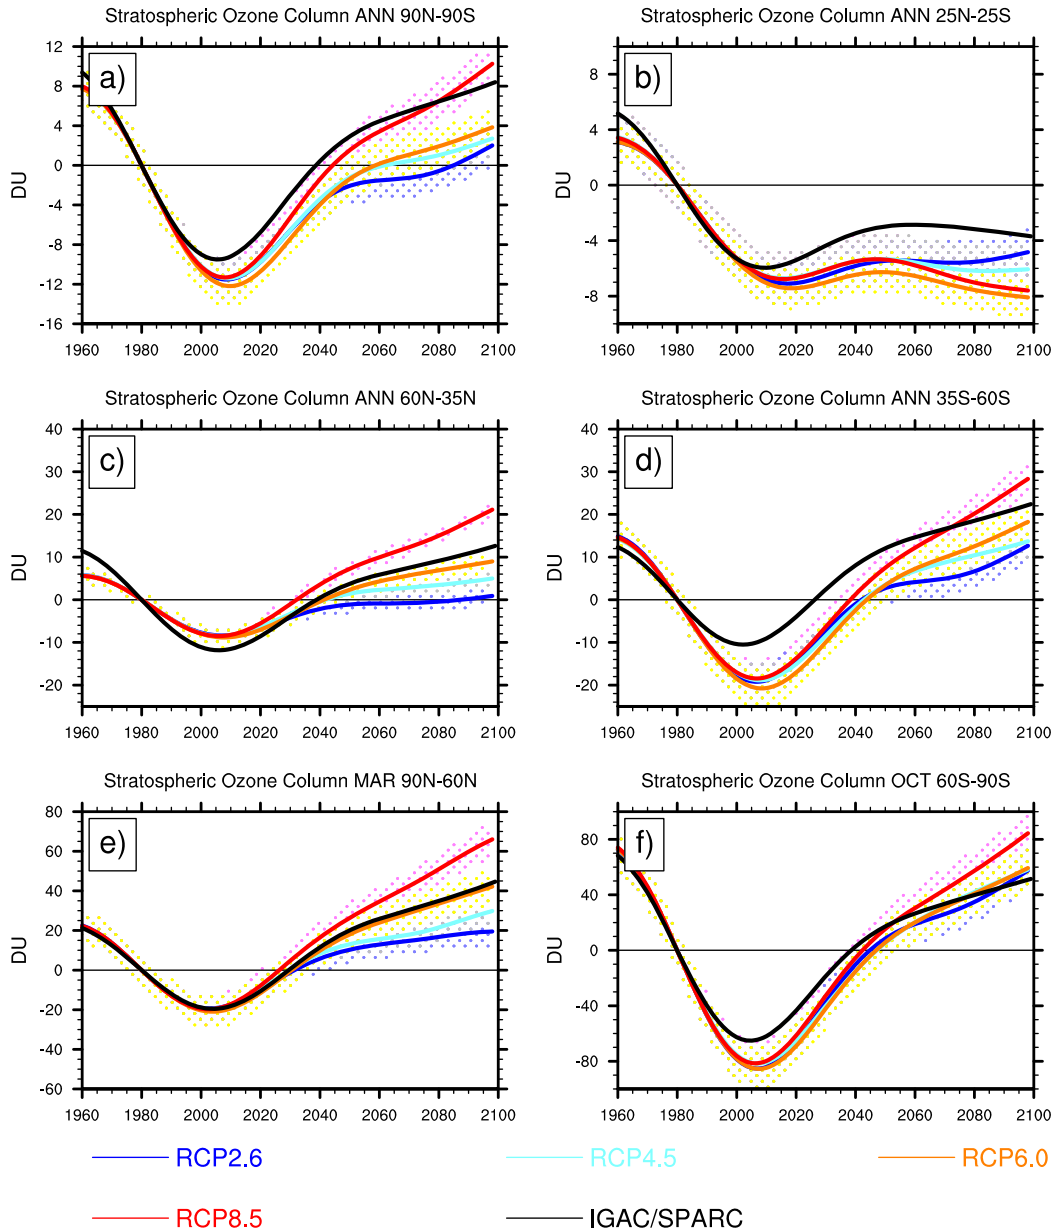 Stratospheric Ozone Column ANN 90N-90S
Stratospheric Ozone Column ANN 25N-25S
a)
12
8
4
0
-4
-8
-12
-16
DU
1960 1980 2000 2020 2040 2060 2080 2100
b)
8
4
0
-4
-8
DU
1960 1980 2000 2020 2040 2060 2080 2100
Stratospheric Ozone Column ANN 60N-35N
Stratospheric Ozone Column ANN 35S-60S
c)
40
30
20
10
0
-10
-20
DU
1960 1980 2000 2020 2040 2060 2080 2100
d)
40
30
20
10
0
-10
-20
DU
1960 1980 2000 2020 2040 2060 2080 2100
Stratospheric Ozone Column MAR 90N-60N
Stratospheric Ozone Column OCT 60S-90S
e)
80
60
40
20
0
-20
-40
-60
DU
1960 1980 2000 2020 2040 2060 2080 2100
f)
80
40
0
-40
-80
DU
1960 1980 2000 2020 2040 2060 2080 2100
RCP2.6
RCP4.5
RCP6.0
RCP8.5
IGAC/SPARC